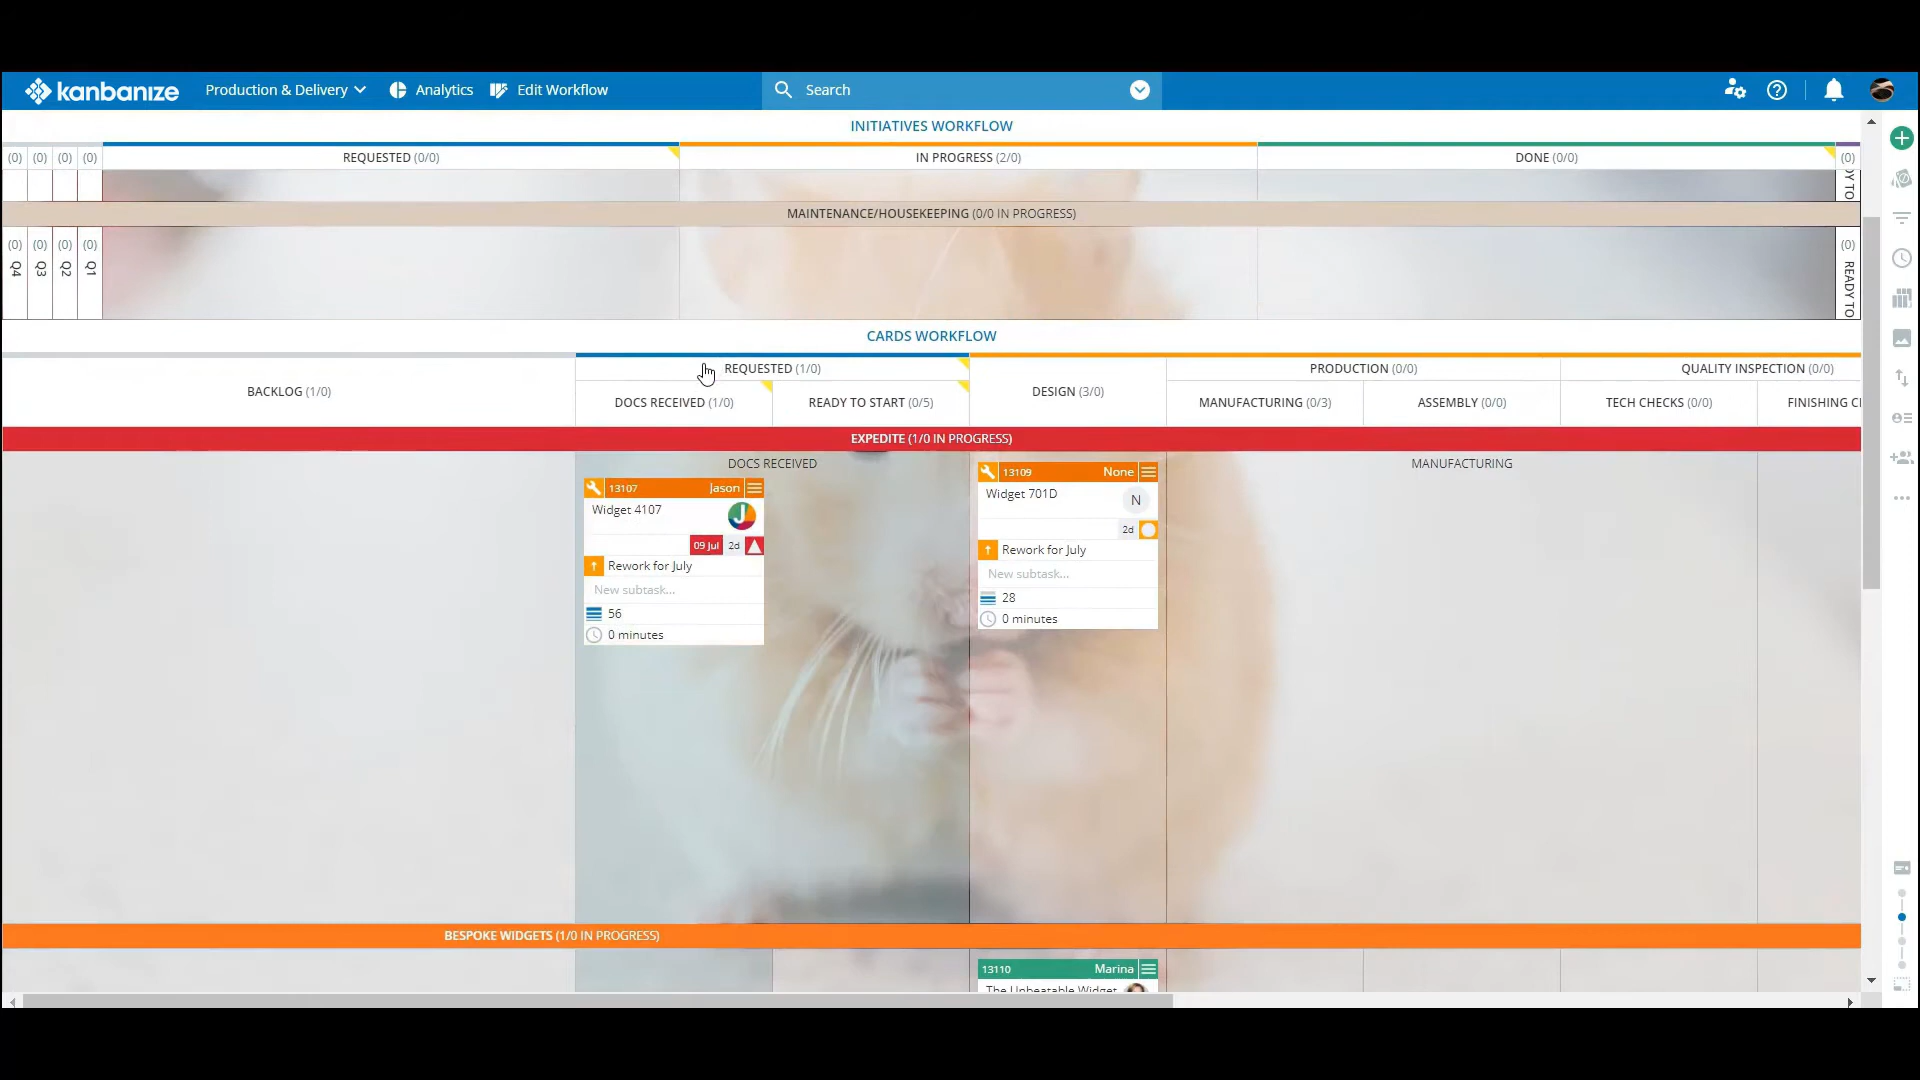 kanbanize
Production & Delivery
Analytics
Edit Workflow
Search
INITIATIVES WORKFLOW
(0) (0) (0) (0)
REQUESTED (0/0)
IN PROGRESS (2/0)
DONE (0/0)
(0)
DY TO
MAINTENANCE/HOUSEKEEPING (0/0 IN PROGRESS)
(0) (0) (0) (0)
Q4 Q3 Q2 Q1
(0)
READY TO
CARDS WORKFLOW
BACKLOG (1/0)
REQUESTED (1/0)
DOCS RECEIVED (1/0)
READY TO START (0/5)
DESIGN (3/0)
PRODUCTION (0/0)
MANUFACTURING (0/3)
ASSEMBLY (0/0)
QUALITY INSPECTION (0/0)
TECH CHECKS (0/0)
FINISHING C
EXPEDITE (1/0 IN PROGRESS)
DOCS RECEIVED
13107 Jason
Widget 4107
J
09 Jul 2d
Rework for July
New subtask...
56
0 minutes
13109 None
Widget 701D
N
2d
Rework for July
New subtask...
28
0 minutes
MANUFACTURING
BESPOKE WIDGETS (1/0 IN PROGRESS)
13110 Marina
The Unbeatable Widget